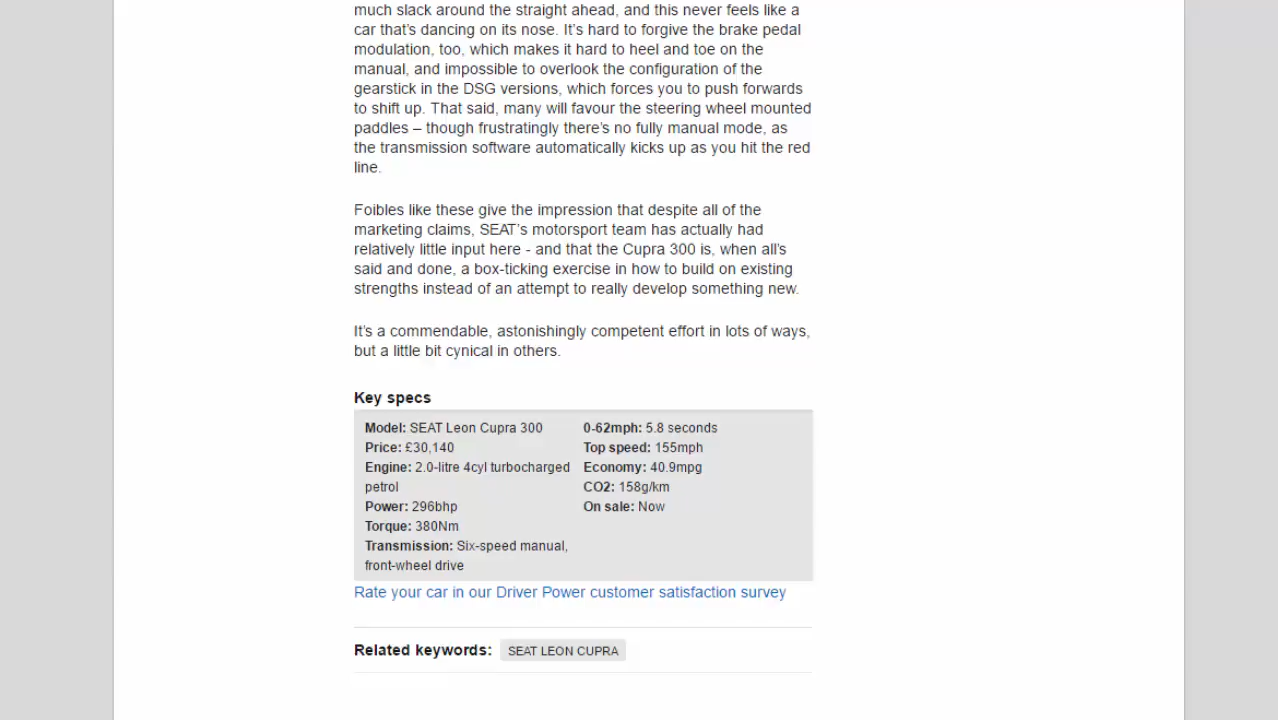 much slack around the straight ahead, and this never feels like a
car that's dancing on its nose. It's hard to forgive the brake pedal
modulation, too, which makes it hard to heel and toe on the
manual, and impossible to overlook the configuration of the
gearstick in the DSG versions, which forces you to push forwards
to shift up. That said, many will favour the steering wheel mounted
paddles – though frustratingly there's no fully manual mode, as
the transmission software automatically kicks up as you hit the red
line.
Foibles like these give the impression that despite all of the
marketing claims, SEAT's motorsport team has actually had
relatively little input here - and that the Cupra 300 is, when all's
said and done, a box-ticking exercise in how to build on existing
strengths instead of an attempt to really develop something new.
It's a commendable, astonishingly competent effort in lots of ways,
but a little bit cynical in others.
Key specs
Model: SEAT Leon Cupra 300
Price: £30,140
Engine: 2.0-litre 4cyl turbocharged
petrol
Power: 296bhp
Torque: 380Nm
Transmission: Six-speed manual,
front-wheel drive
0-62mph: 5.8 seconds
Top speed: 155mph
Economy: 40.9mpg
CO2: 158g/km
On sale: Now
Rate your car in our Driver Power customer satisfaction survey
Related keywords: SEAT LEON CUPRA